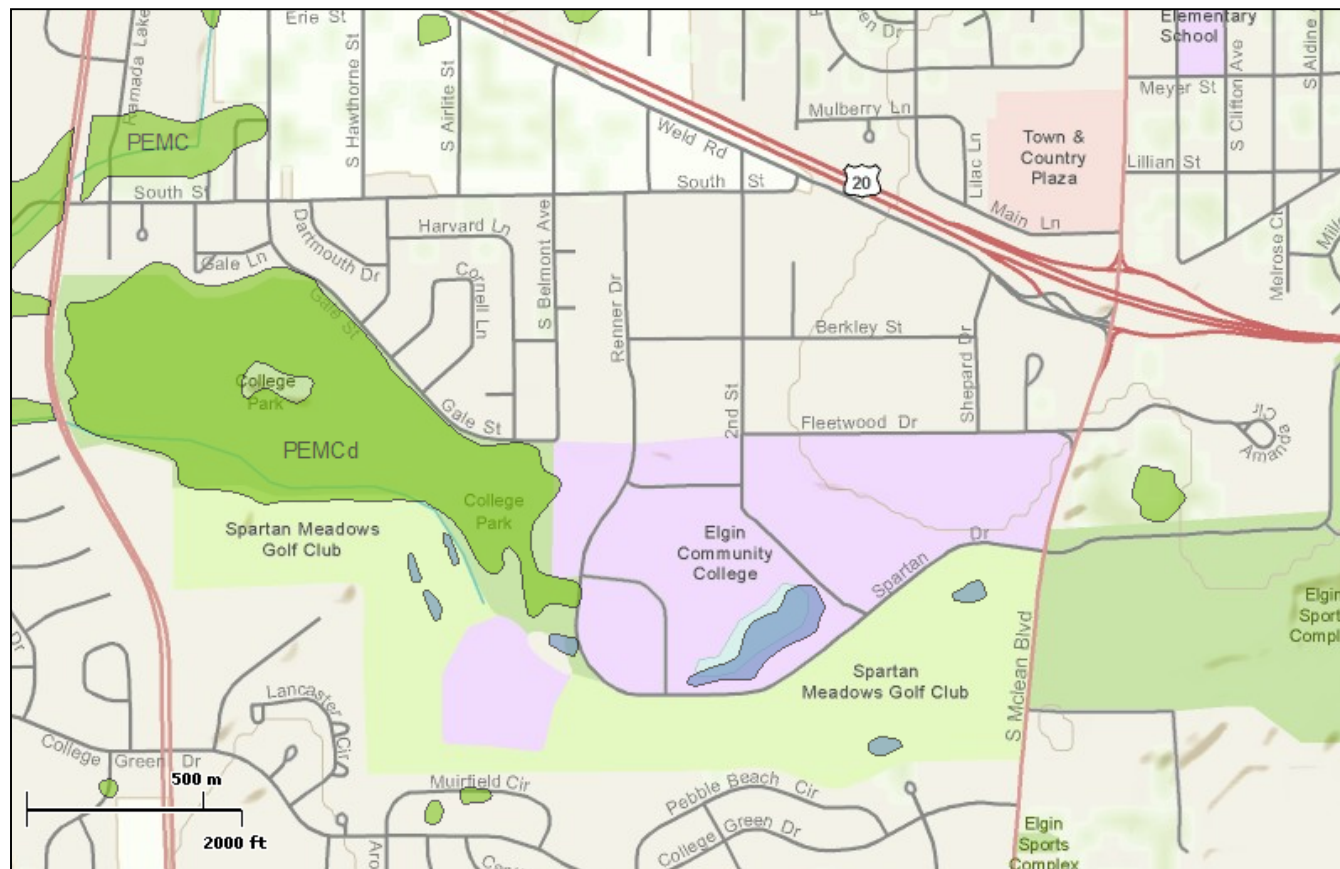 Erie St
Ramada Lake
S Hawthorne St
S Airlite St
Weld Rd
Mulberry Ln
Lilac Ln
Town &
Country
Plaza
Elementary
School
Meyer St
S Clifton Ave
S Aldine
Lillian St
PEMC
South St
South St
20
Main Ln
Melrose Ct
Gale Ln
Dartmouth Dr
Harvard Ln
Cornell Ln
S Belmont Ave
Renner Dr
Gale St
Berkley St
Shepard Dr
2nd St
College
Park
Gale St
Fleetwood Dr
Amanda
Cir
PEMCd
College
Park
Spartan Meadows
Golf Club
Elgin
Community
College
Spartan Dr
Elgin
Sport
Compl
Spartan
Meadows Golf Club
S Mclean Blvd
Dr
Lancaster
Cir
College Green Dr
500 m
2000 ft
Muirfield Cir
Pebble Beach Cir
College Green Dr
Aro
Elgin
Sports
Complex